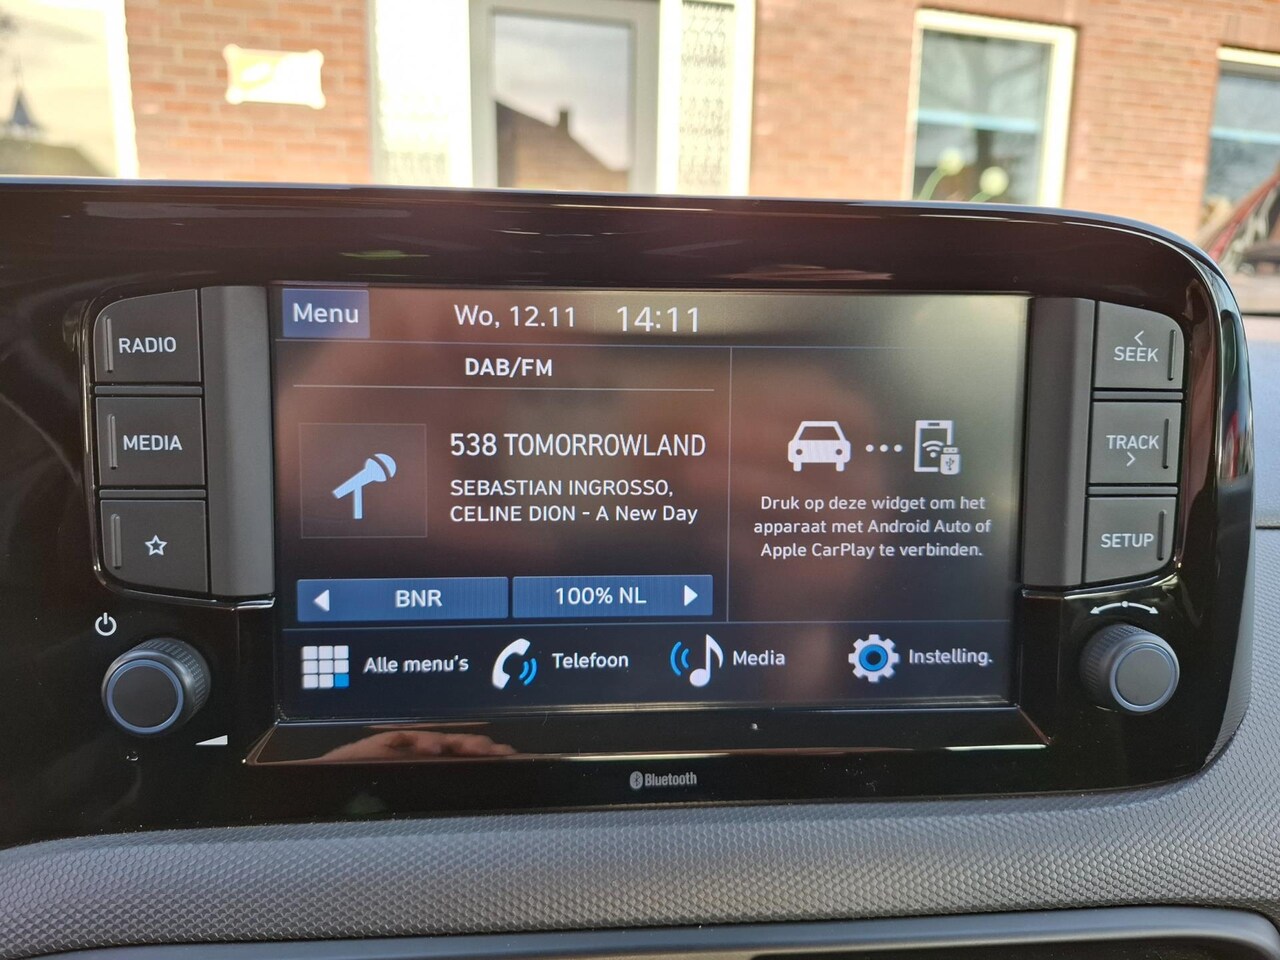 Menu
Wo, 12.11
14:11
DAB/FM
538 TOMORROWLAND
SEBASTIAN INGROSSO,
CELINE DION - A New Day
BNR
100% NL
Druk op deze widget om het
apparaat met Android Auto of
Apple CarPlay te verbinden.
Alle menu's
Telefoon
Media
Instelling.
RADIO
MEDIA
SEEK
TRACK
SETUP
Bluetooth